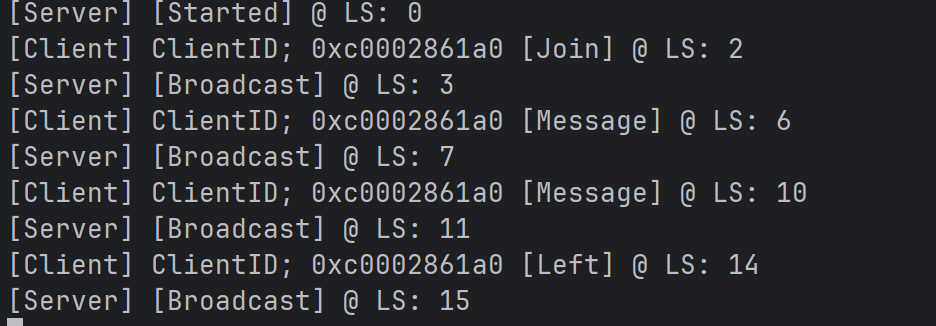 [Server] [Started] @ LS: 0
[Client] ClientID; 0xc0002861a0 [Join] @ LS: 2
[Server] [Broadcast] @ LS: 3
[Client] ClientID; 0xc0002861a0 [Message] @ LS: 6
[Server] [Broadcast] @ LS: 7
[Client] ClientID; 0xc0002861a0 [Message] @ LS: 10
[Server] [Broadcast] @ LS: 11
[Client] ClientID; 0xc0002861a0 [Left] @ LS: 14
[Server] [Broadcast] @ LS: 15